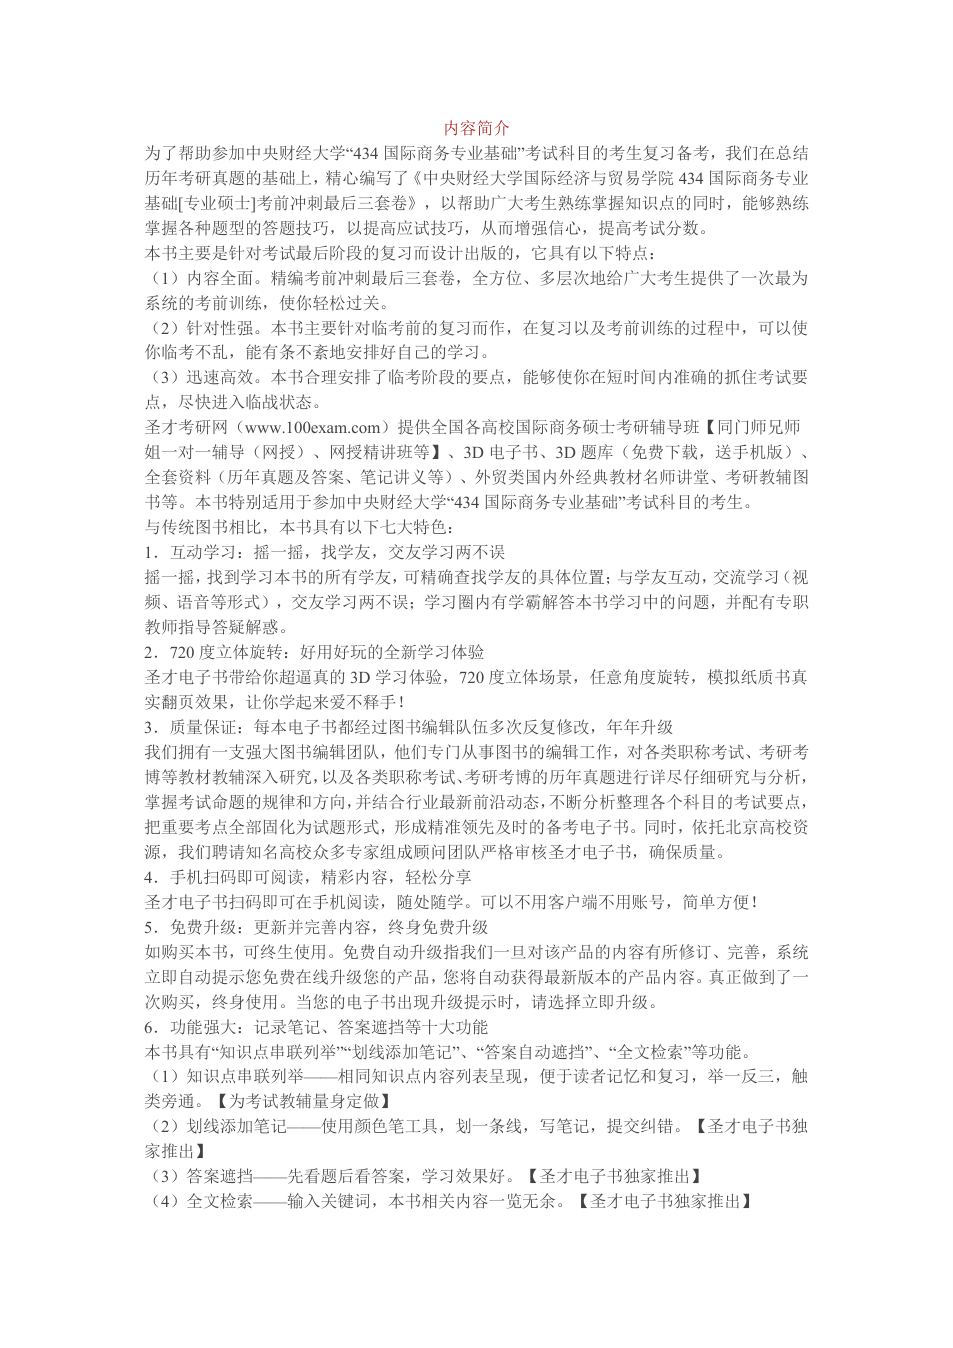 内容简介
为了帮助参加中央财经大学“434 国际商务专业基础”考试科目的考生复习备考，我们在总结
历年考研真题的基础上，精心编写了《中央财经大学国际经济与贸易学院 434 国际商务专业
基础[专业硕士]考前冲刺最后三套卷》，以帮助广大考生熟练掌握知识点的同时，能够熟练
掌握各种题型的答题技巧，以提高应试技巧，从而增强信心，提高考试分数。
本书主要是针对考试最后阶段的复习而设计出版的，它具有以下特点：
（1）内容全面。精编考前冲刺最后三套卷，全方位、多层次地给广大考生提供了一次最为
系统的考前训练，使你轻松过关。
（2）针对性强。本书主要针对临考前的复习而作，在复习以及考前训练的过程中，可以使
你临考不乱，能有条不紊地安排好自己的学习。
（3）迅速高效。本书合理安排了临考阶段的要点，能够使你在短时间内准确的抓住考试要
点，尽快进入临战状态。
圣才考研网（www.100exam.com）提供全国各高校国际商务硕士考研辅导班【同门师兄师
姐一对一辅导（网授）、网授精讲班等】、3D 电子书、3D 题库（免费下载，送手机版）、
全套资料（历年真题及答案、笔记讲义等）、外贸类国内外经典教材名师讲堂、考研教辅图
书等。本书特别适用于参加中央财经大学“434 国际商务专业基础”考试科目的考生。
与传统图书相比，本书具有以下七大特色：
1．互动学习：摇一摇，找学友，交友学习两不误
摇一摇，找到学习本书的所有学友，可精确查找学友的具体位置；与学友互动，交流学习（视
频、语音等形式），交友学习两不误；学习圈内有学霸解答本书学习中的问题，并配有专职
教师指导答疑解惑。
2．720 度立体旋转：好用好玩的全新学习体验
圣才电子书带给你超逼真的 3D 学习体验，720 度立体场景，任意角度旋转，模拟纸质书真
实翻页效果，让你学起来爱不释手！
3．质量保证：每本电子书都经过图书编辑队伍多次反复修改，年年升级
我们拥有一支强大图书编辑团队，他们专门从事图书的编辑工作，对各类职称考试、考研考
博等教材教辅深入研究，以及各类职称考试、考研考博的历年真题进行详尽仔细研究与分析，
掌握考试命题的规律和方向，并结合行业最新前沿动态，不断分析整理各个科目的考试要点，
把重要考点全部固化为试题形式，形成精准领先及时的备考电子书。同时，依托北京高校资
源，我们聘请知名高校众多专家组成顾问团队严格审核圣才电子书，确保质量。
4．手机扫码即可阅读，精彩内容，轻松分享
圣才电子书扫码即可在手机阅读，随处随学。可以不用客户端不用账号，简单方便！
5．免费升级：更新并完善内容，终身免费升级
如购买本书，可终生使用。免费自动升级指我们一旦对该产品的内容有所修订、完善，系统
立即自动提示您免费在线升级您的产品，您将自动获得最新版本的产品内容。真正做到了一
次购买，终身使用。当您的电子书出现升级提示时，请选择立即升级。
6．功能强大：记录笔记、答案遮挡等十大功能
本书具有“知识点串联列举”“划线添加笔记”、“答案自动遮挡”、“全文检索”等功能。
（1）知识点串联列举——相同知识点内容列表呈现，便于读者记忆和复习，举一反三，触
类旁通。【为考试教辅量身定做】
（2）划线添加笔记——使用颜色笔工具，划一条线，写笔记，提交纠错。【圣才电子书独
家推出】
（3）答案遮挡——先看题后看答案，学习效果好。【圣才电子书独家推出】
（4）全文检索——输入关键词，本书相关内容一览无余。【圣才电子书独家推出】